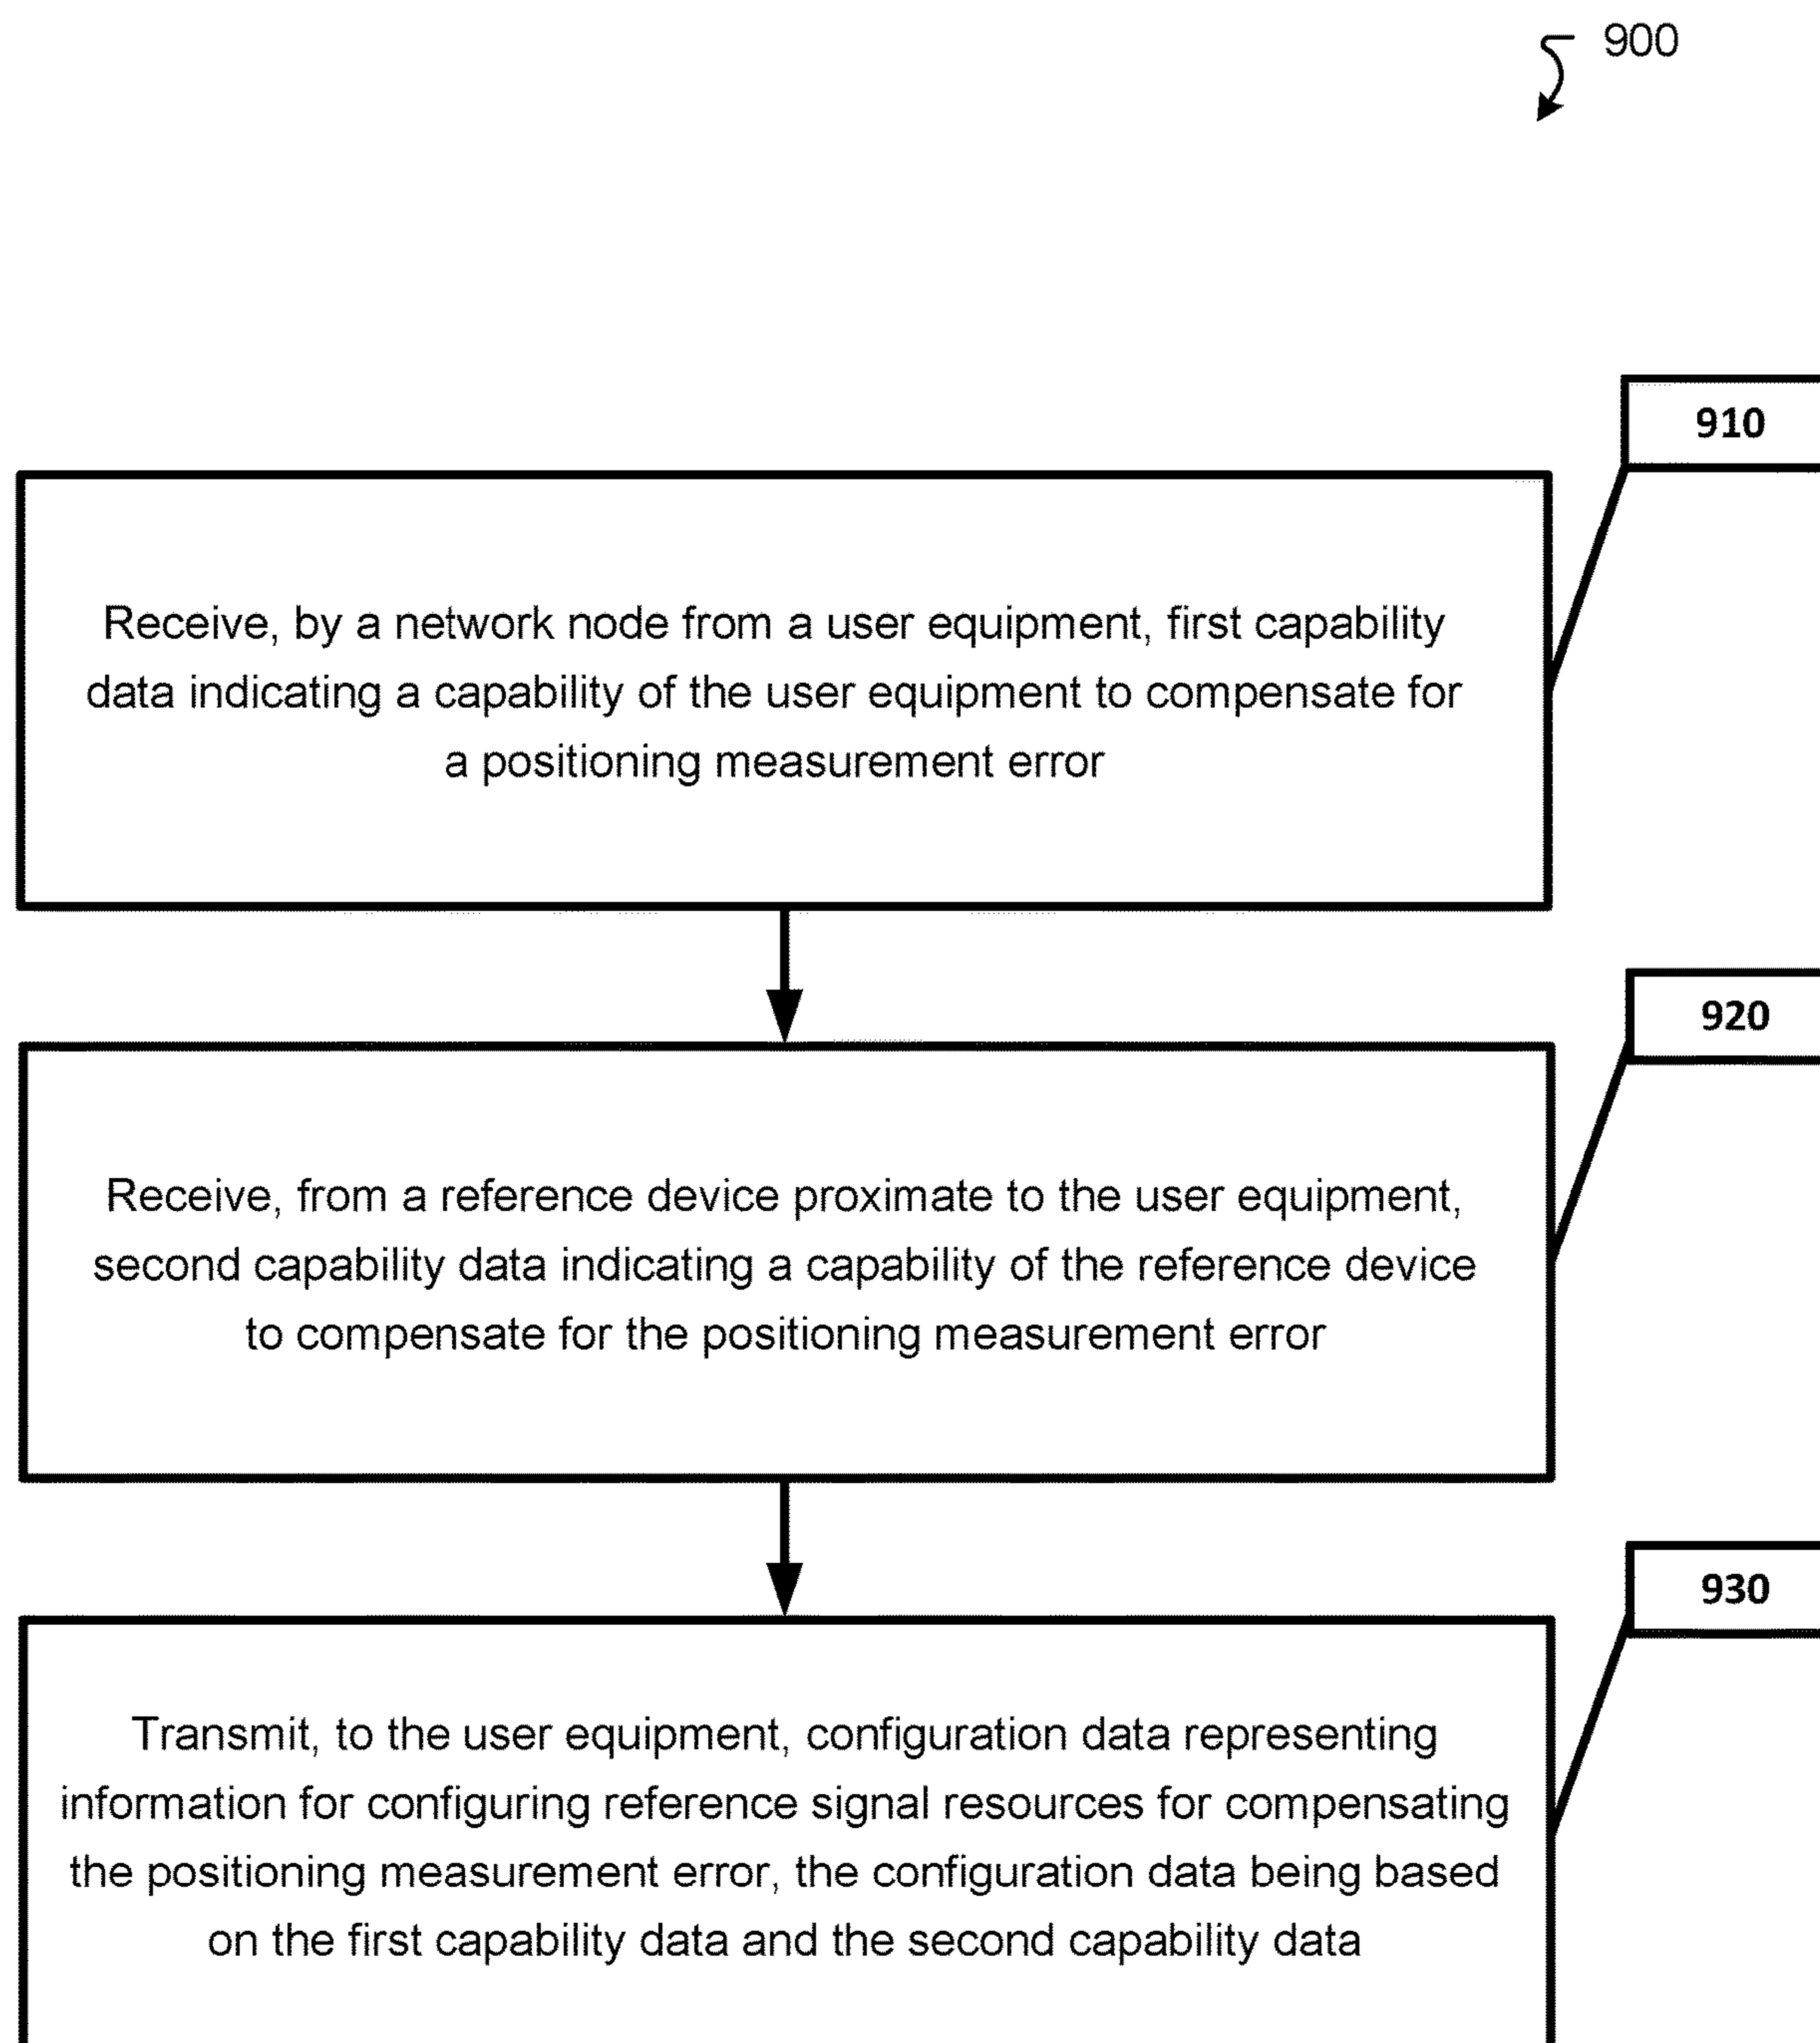 900
910
Receive, by a network node from a user equipment, first capability
data indicating a capability of the user equipment to compensate for
a positioning measurement error
920
Receive, from a reference device proximate to the user equipment,
second capability data indicating a capability of the reference device
to compensate for the positioning measurement error
930
Transmit, to the user equipment, configuration data representing
information for configuring reference signal resources for compensating
the positioning measurement error, the configuration data being based
on the first capability data and the second capability data